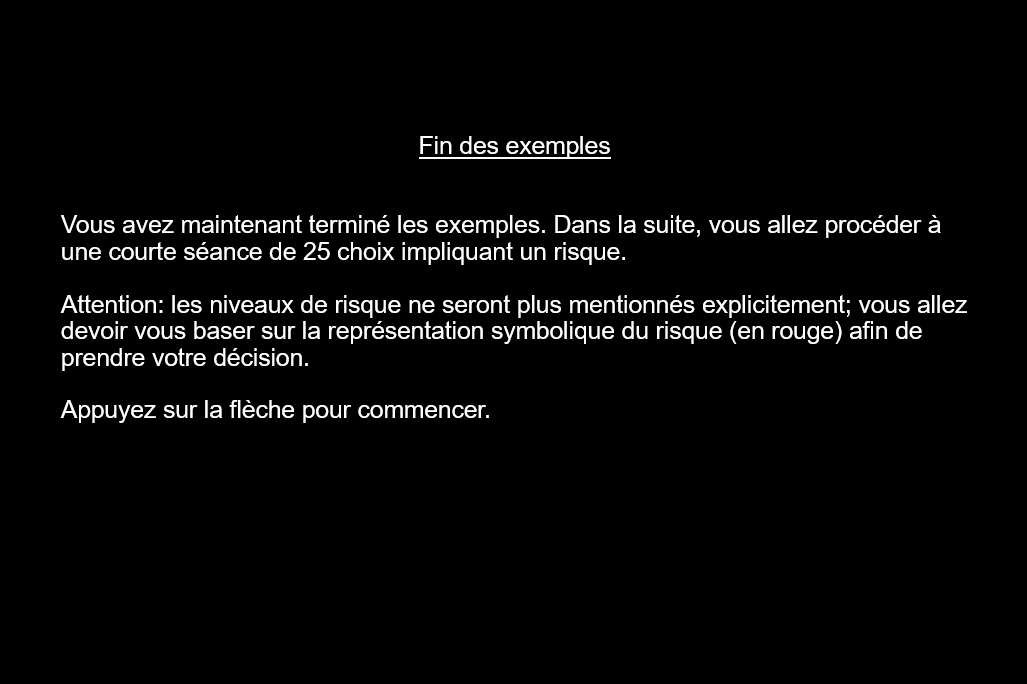 Fin des exemples
Vous avez maintenant terminé les exemples. Dans la suite, vous allez procéder à
une courte séance de 25 choix impliquant un risque.
Attention: les niveaux de risque ne seront plus mentionnés explicitement; vous allez
devoir vous baser sur la représentation symbolique du risque (en rouge) afin de
prendre votre décision.
Appuyez sur la flèche pour commencer.